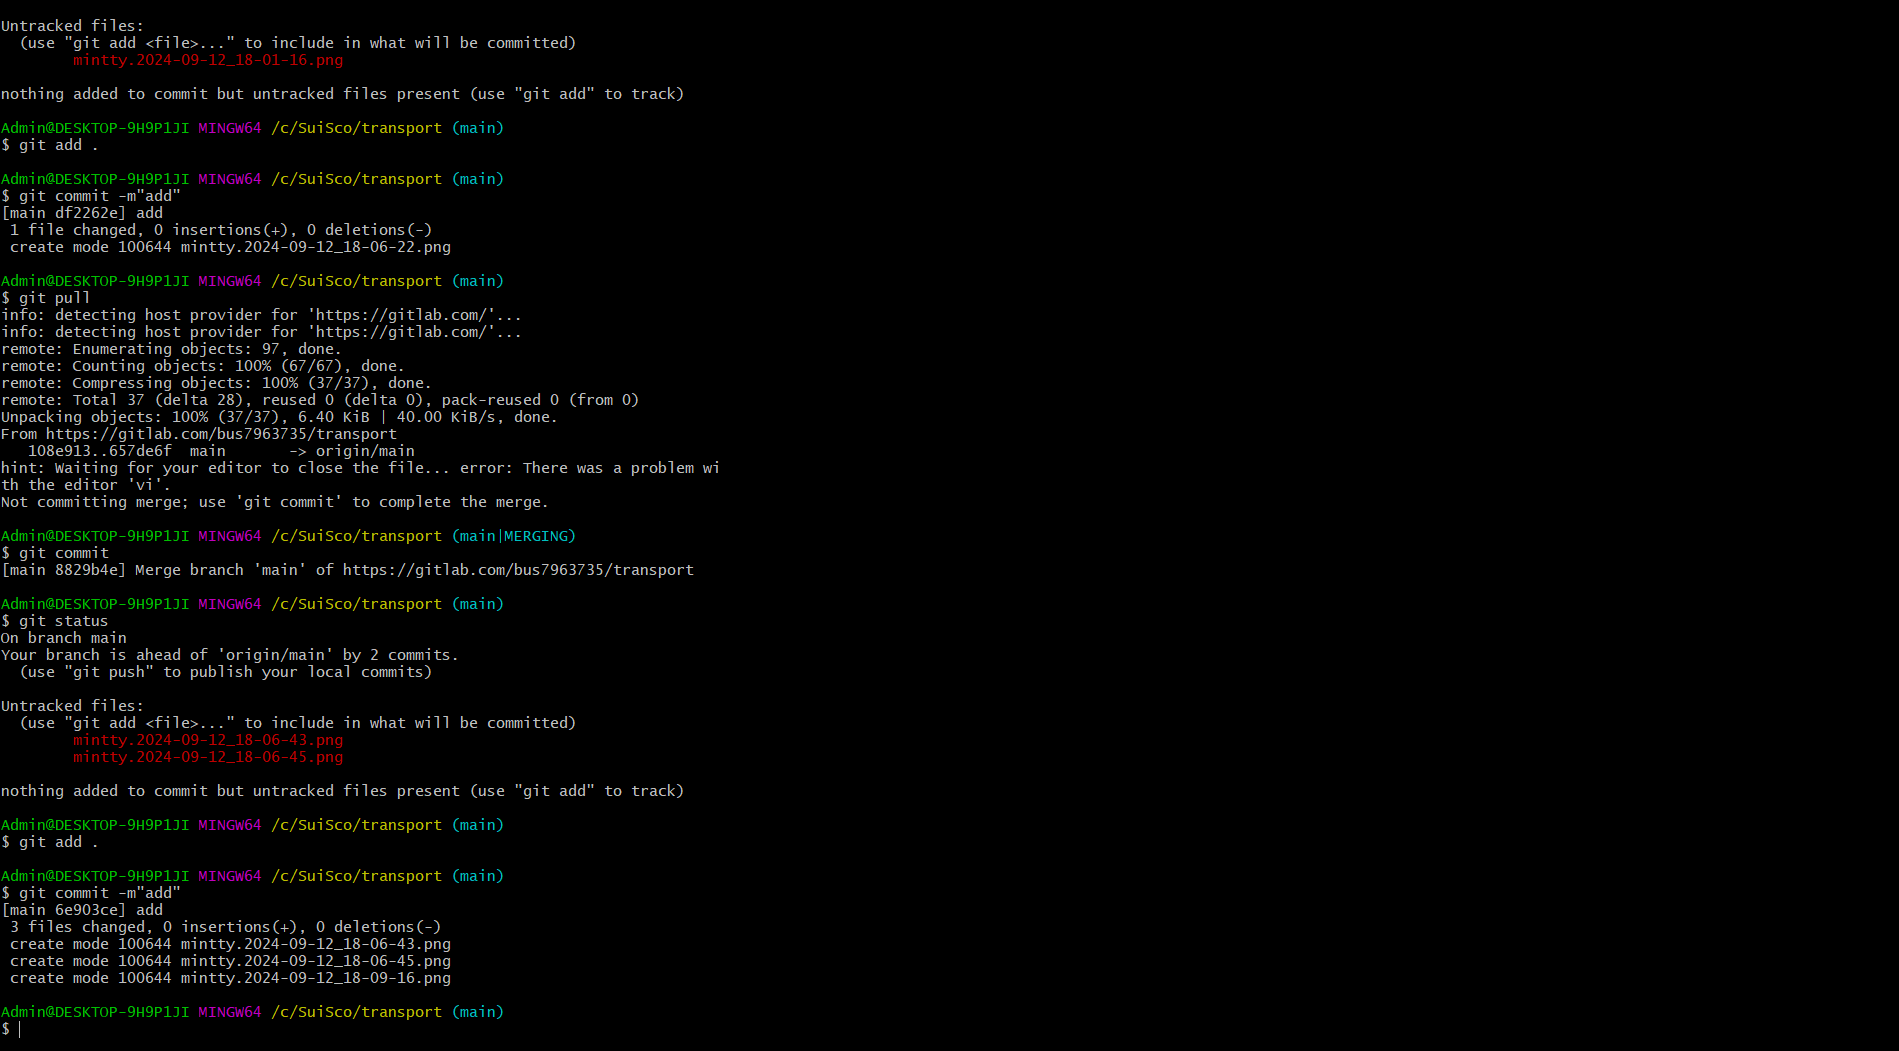 Untracked files:
  (use "git add <file>..." to include in what will be committed)
        mintty.2024-09-12_18-01-16.png

nothing added to commit but untracked files present (use "git add" to track)

Admin@DESKTOP-9H9P1JI MINGW64 /c/SuiSco/transport (main)
$ git add .

Admin@DESKTOP-9H9P1JI MINGW64 /c/SuiSco/transport (main)
$ git commit -m"add"
[main df2262e] add
 1 file changed, 0 insertions(+), 0 deletions(-)
 create mode 100644 mintty.2024-09-12_18-06-22.png

Admin@DESKTOP-9H9P1JI MINGW64 /c/SuiSco/transport (main)
$ git pull
info: detecting host provider for 'https://gitlab.com/'...
info: detecting host provider for 'https://gitlab.com/'...
remote: Enumerating objects: 97, done.
remote: Counting objects: 100% (67/67), done.
remote: Compressing objects: 100% (37/37), done.
remote: Total 37 (delta 28), reused 0 (delta 0), pack-reused 0 (from 0)
Unpacking objects: 100% (37/37), 6.40 KiB | 40.00 KiB/s, done.
From https://gitlab.com/bus7963735/transport
   108e913..657de6f  main       -> origin/main
hint: Waiting for your editor to close the file... error: There was a problem wi
th the editor 'vi'.
Not committing merge; use 'git commit' to complete the merge.

Admin@DESKTOP-9H9P1JI MINGW64 /c/SuiSco/transport (main|MERGING)
$ git commit
[main 8829b4e] Merge branch 'main' of https://gitlab.com/bus7963735/transport

Admin@DESKTOP-9H9P1JI MINGW64 /c/SuiSco/transport (main)
$ git status
On branch main
Your branch is ahead of 'origin/main' by 2 commits.
  (use "git push" to publish your local commits)

Untracked files:
  (use "git add <file>..." to include in what will be committed)
        mintty.2024-09-12_18-06-43.png
        mintty.2024-09-12_18-06-45.png

nothing added to commit but untracked files present (use "git add" to track)

Admin@DESKTOP-9H9P1JI MINGW64 /c/SuiSco/transport (main)
$ git add .

Admin@DESKTOP-9H9P1JI MINGW64 /c/SuiSco/transport (main)
$ git commit -m"add"
[main 6e903ce] add
 3 files changed, 0 insertions(+), 0 deletions(-)
 create mode 100644 mintty.2024-09-12_18-06-43.png
 create mode 100644 mintty.2024-09-12_18-06-45.png
 create mode 100644 mintty.2024-09-12_18-09-16.png

Admin@DESKTOP-9H9P1JI MINGW64 /c/SuiSco/transport (main)
$